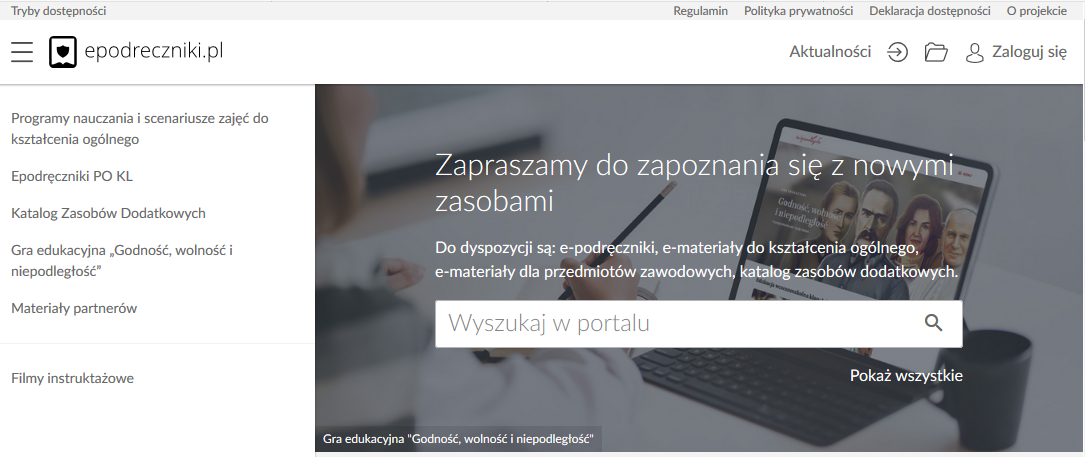 Tryby dostępności
Regulamin Polityka prywatności Deklaracja dostępności O projekcie
epodreczniki.pl
Aktualności Zaloguj się
Programy nauczania i scenariusze zajęć do
kształcenia ogólnego
Epodręczniki PO KL
Katalog Zasobów Dodatkowych
Gra edukacyjna „Godność, wolność i
niepodległość”
Materiały partnerów
Filmy instruktażowe
Zapraszamy do zapoznania się z nowymi
zasobami
Do dyspozycji są: e-podręczniki, e-materiały do kształcenia ogólnego,
e-materiały dla przedmiotów zawodowych, katalog zasobów dodatkowych.
Wyszukaj w portalu
Pokaż wszystkie
Godność, wolność
i niepodległość
Gra edukacyjna "Godność, wolność i niepodległość"